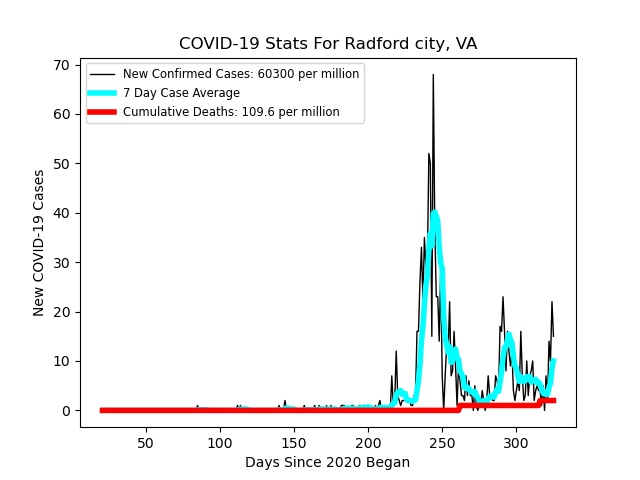 COVID-19 Stats For Radford city, VA
New Confirmed Cases: 60300 per million
7 Day Case Average
Cumulative Deaths: 109.6 per million
New COVID-19 Cases
70
60
50
40
30
20
10
0
50 100 150 200 250 300
Days Since 2020 Began